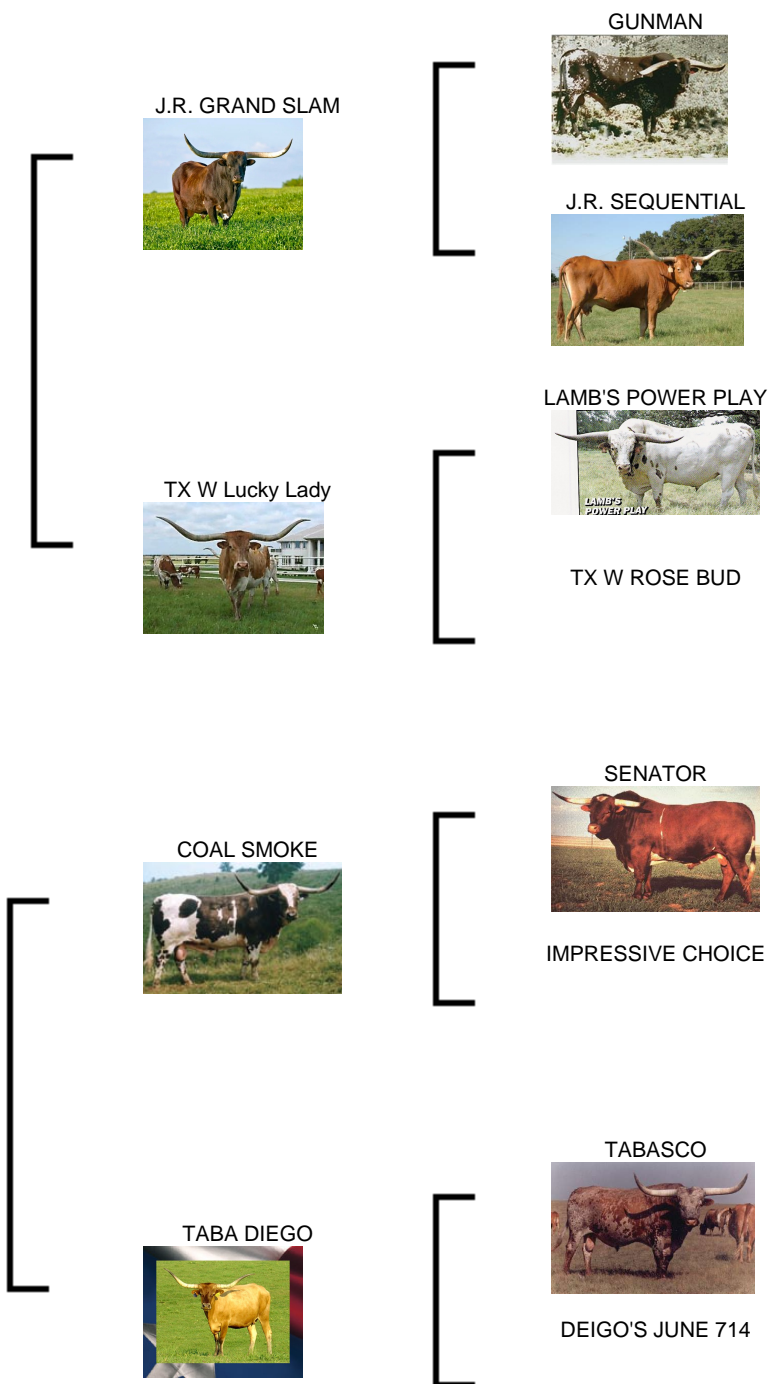 GUNMAN
J.R. GRAND SLAM
J.R. SEQUENTIAL
LAMB'S POWER PLAY
LAMB'S
POWER PLAY
TX W Lucky Lady
TX W ROSE BUD
SENATOR
COAL SMOKE
IMPRESSIVE CHOICE
TABASCO
TABA DIEGO
DEIGO'S JUNE 714